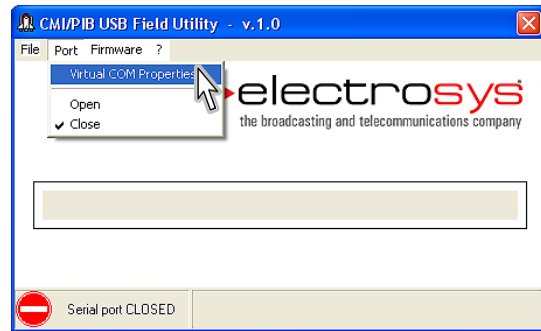 CMI/PIB USB Field Utility - v.1.0
File Port Firmware ?
Virtual COM Properties
Open
Close
electrosys
the broadcasting and telecommunications company
Serial port CLOSED